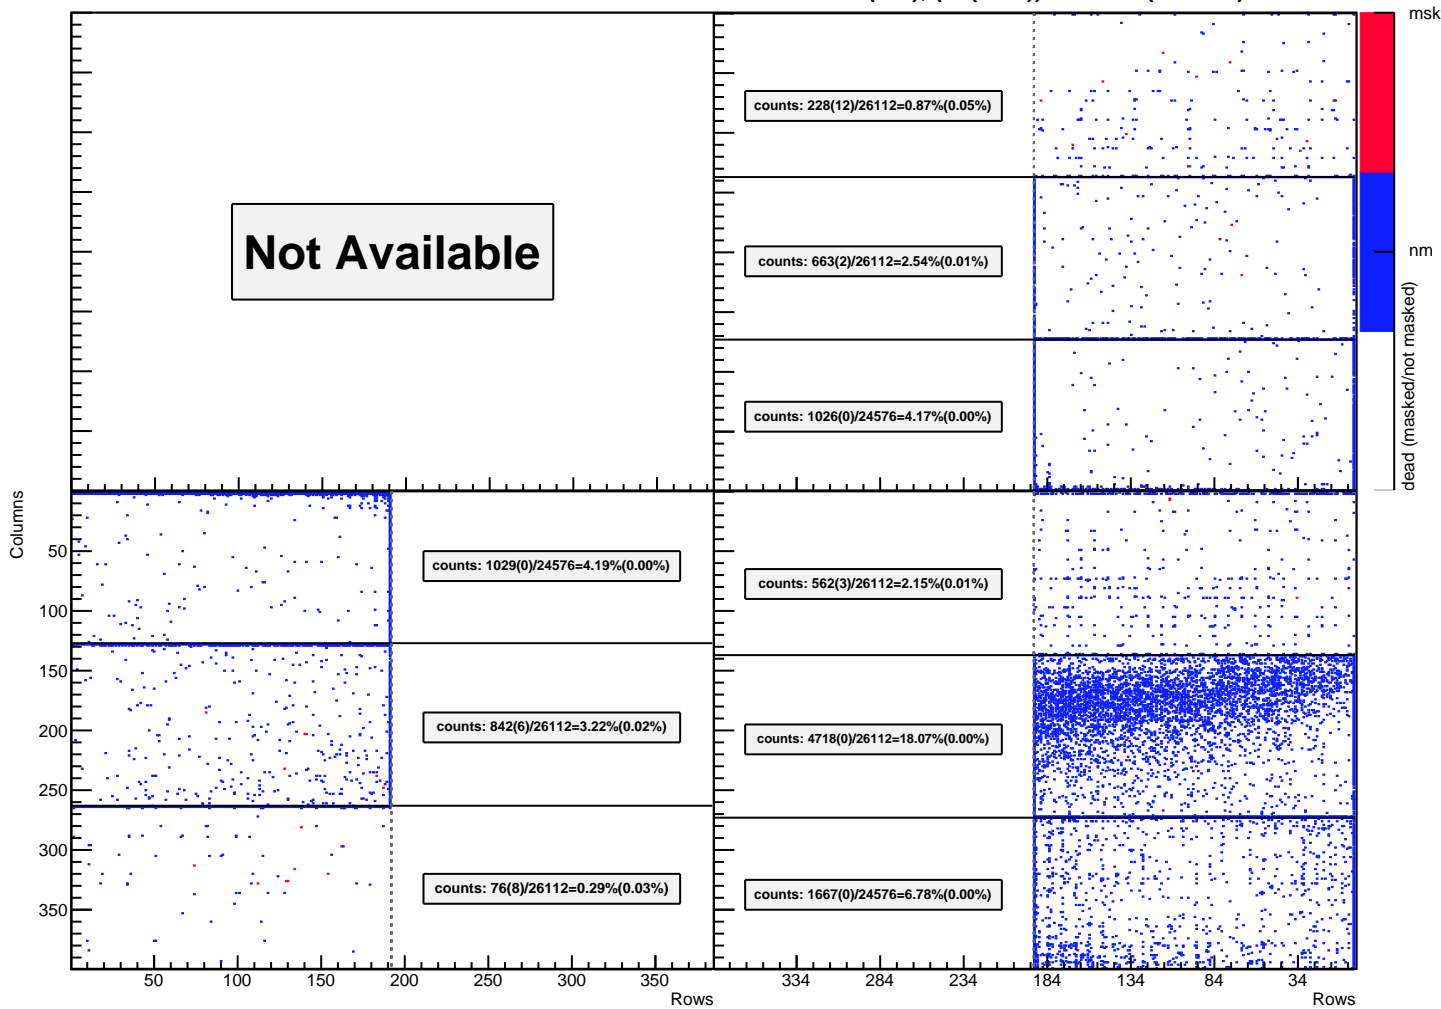 msk
counts: 228(12)/26112=0.87%(0.05%)
Not Available
counts: 663(2)/26112=2.54%(0.01%)
nm
dead (masked/not masked)
counts: 1026(0)/24576=4.17%(0.00%)
Columns
50
100
150
200
250
300
350
counts: 1029(0)/24576=4.19%(0.00%)
counts: 562(3)/26112=2.15%(0.01%)
counts: 842(6)/26112=3.22%(0.02%)
counts: 4718(0)/26112=18.07%(0.00%)
counts: 76(8)/26112=0.29%(0.03%)
counts: 1667(0)/24576=6.78%(0.00%)
50 100 150 200 250 300 350
334 284 234 184 134 84 34
Rows
Rows